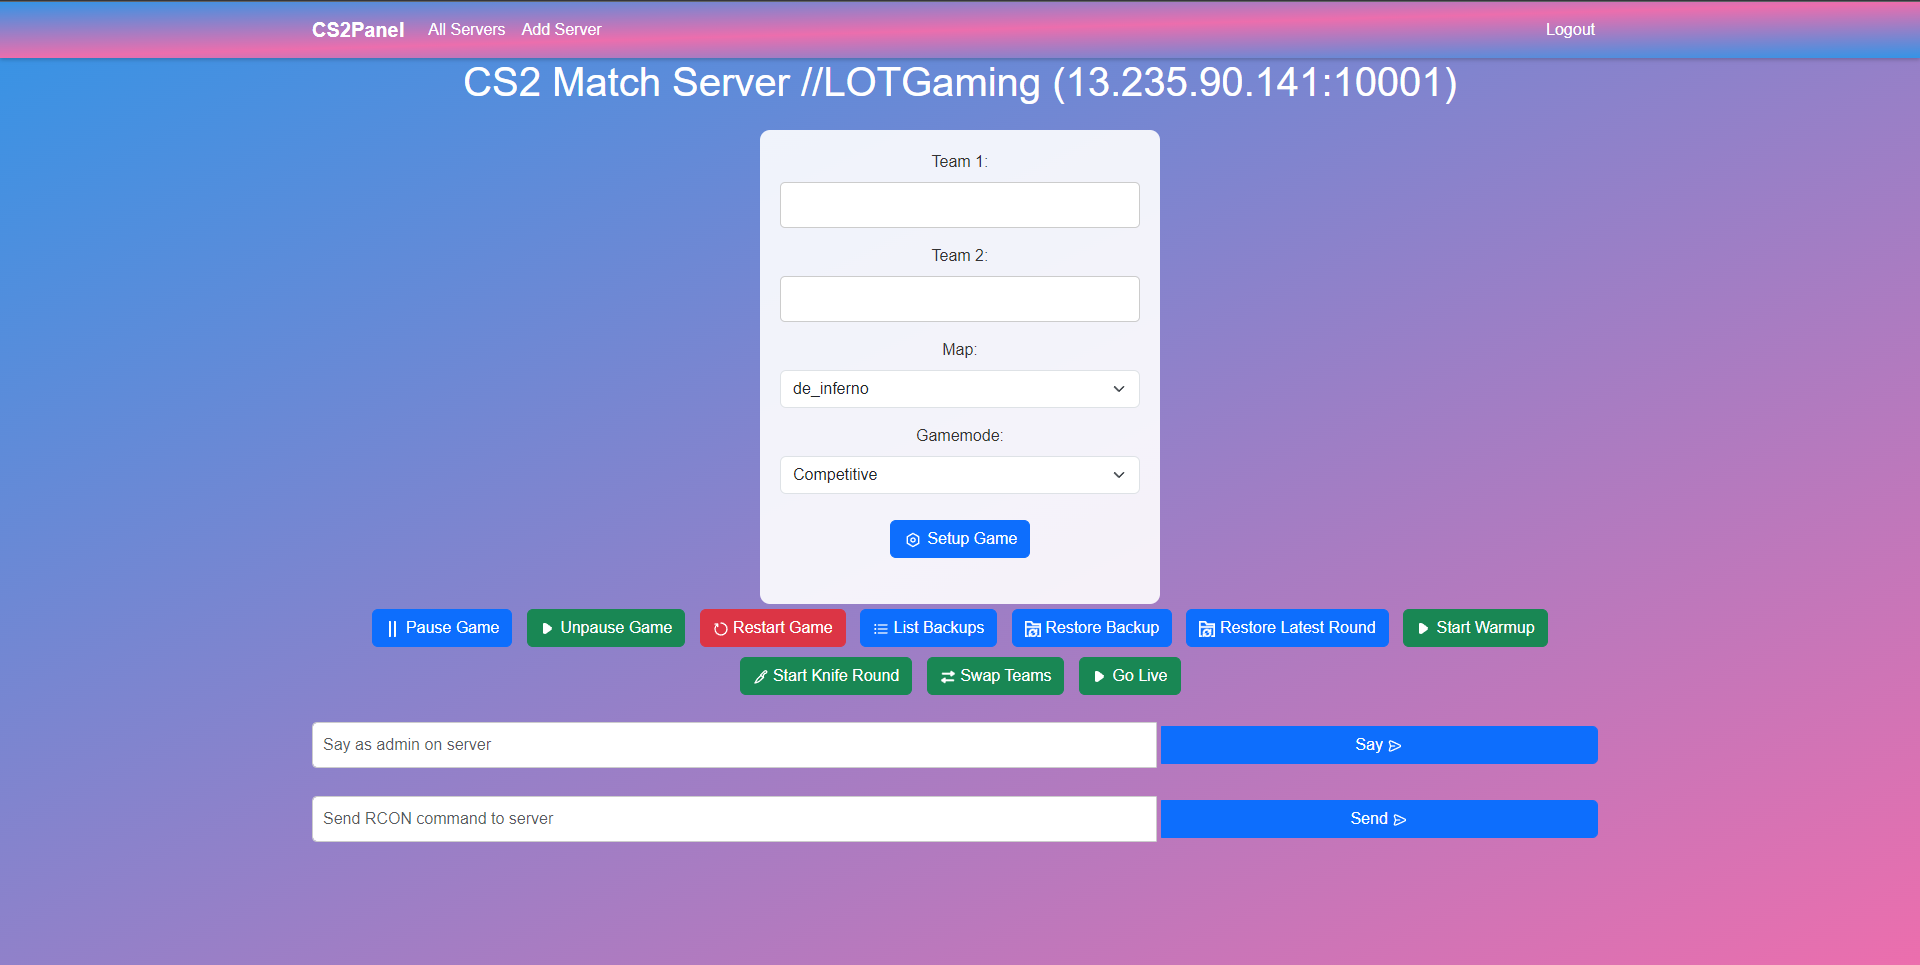 CS2Panel All Servers Add Server Logout
CS2 Match Server //LOTGaming (13.235.90.141:10001)
Team 1:
Team 2:
Map:
de_inferno
Gamemode:
Competitive
Setup Game
Pause Game Unpause Game Restart Game List Backups Restore Backup Restore Latest Round Start Warmup
Start Knife Round Swap Teams Go Live
Say as admin on server Say
Send RCON command to server Send